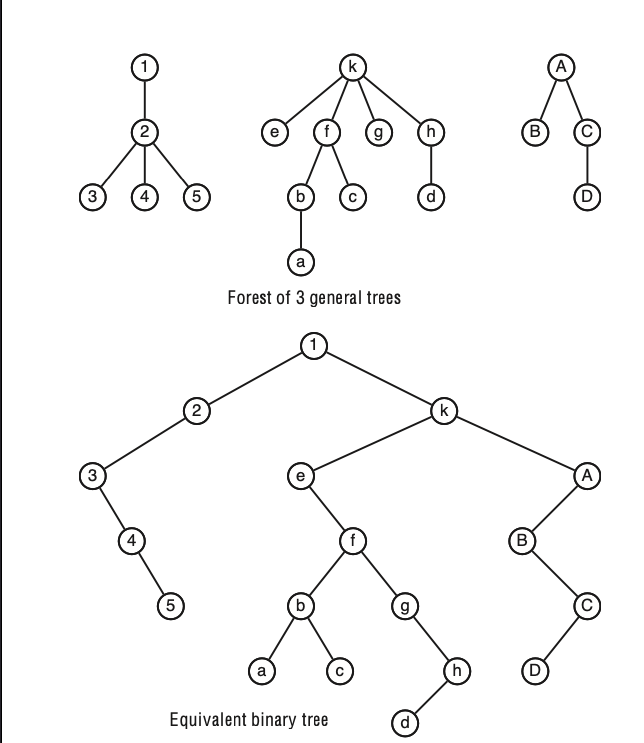 1 k A
e f g h B C
2
3 4 5 b c d D
a
Forest of 3 general trees
1
2 k
3 e A
4 f B
5 b g C
a c h D
Equivalent binary tree d